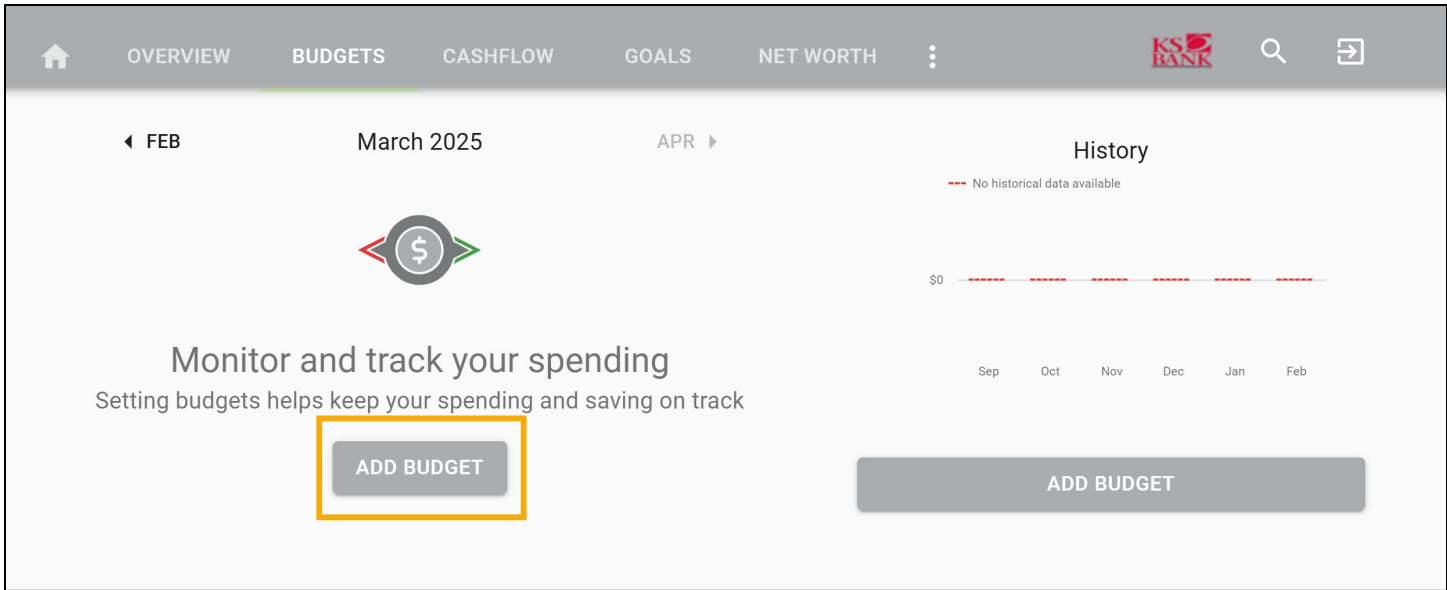 OVERVIEW BUDGETS CASHFLOW GOALS NET WORTH KS BANK
FEB March 2025 APR
$
Monitor and track your spending
Setting budgets helps keep your spending and saving on track
ADD BUDGET
History
--- No historical data available
$0
Sep Oct Nov Dec Jan Feb
ADD BUDGET